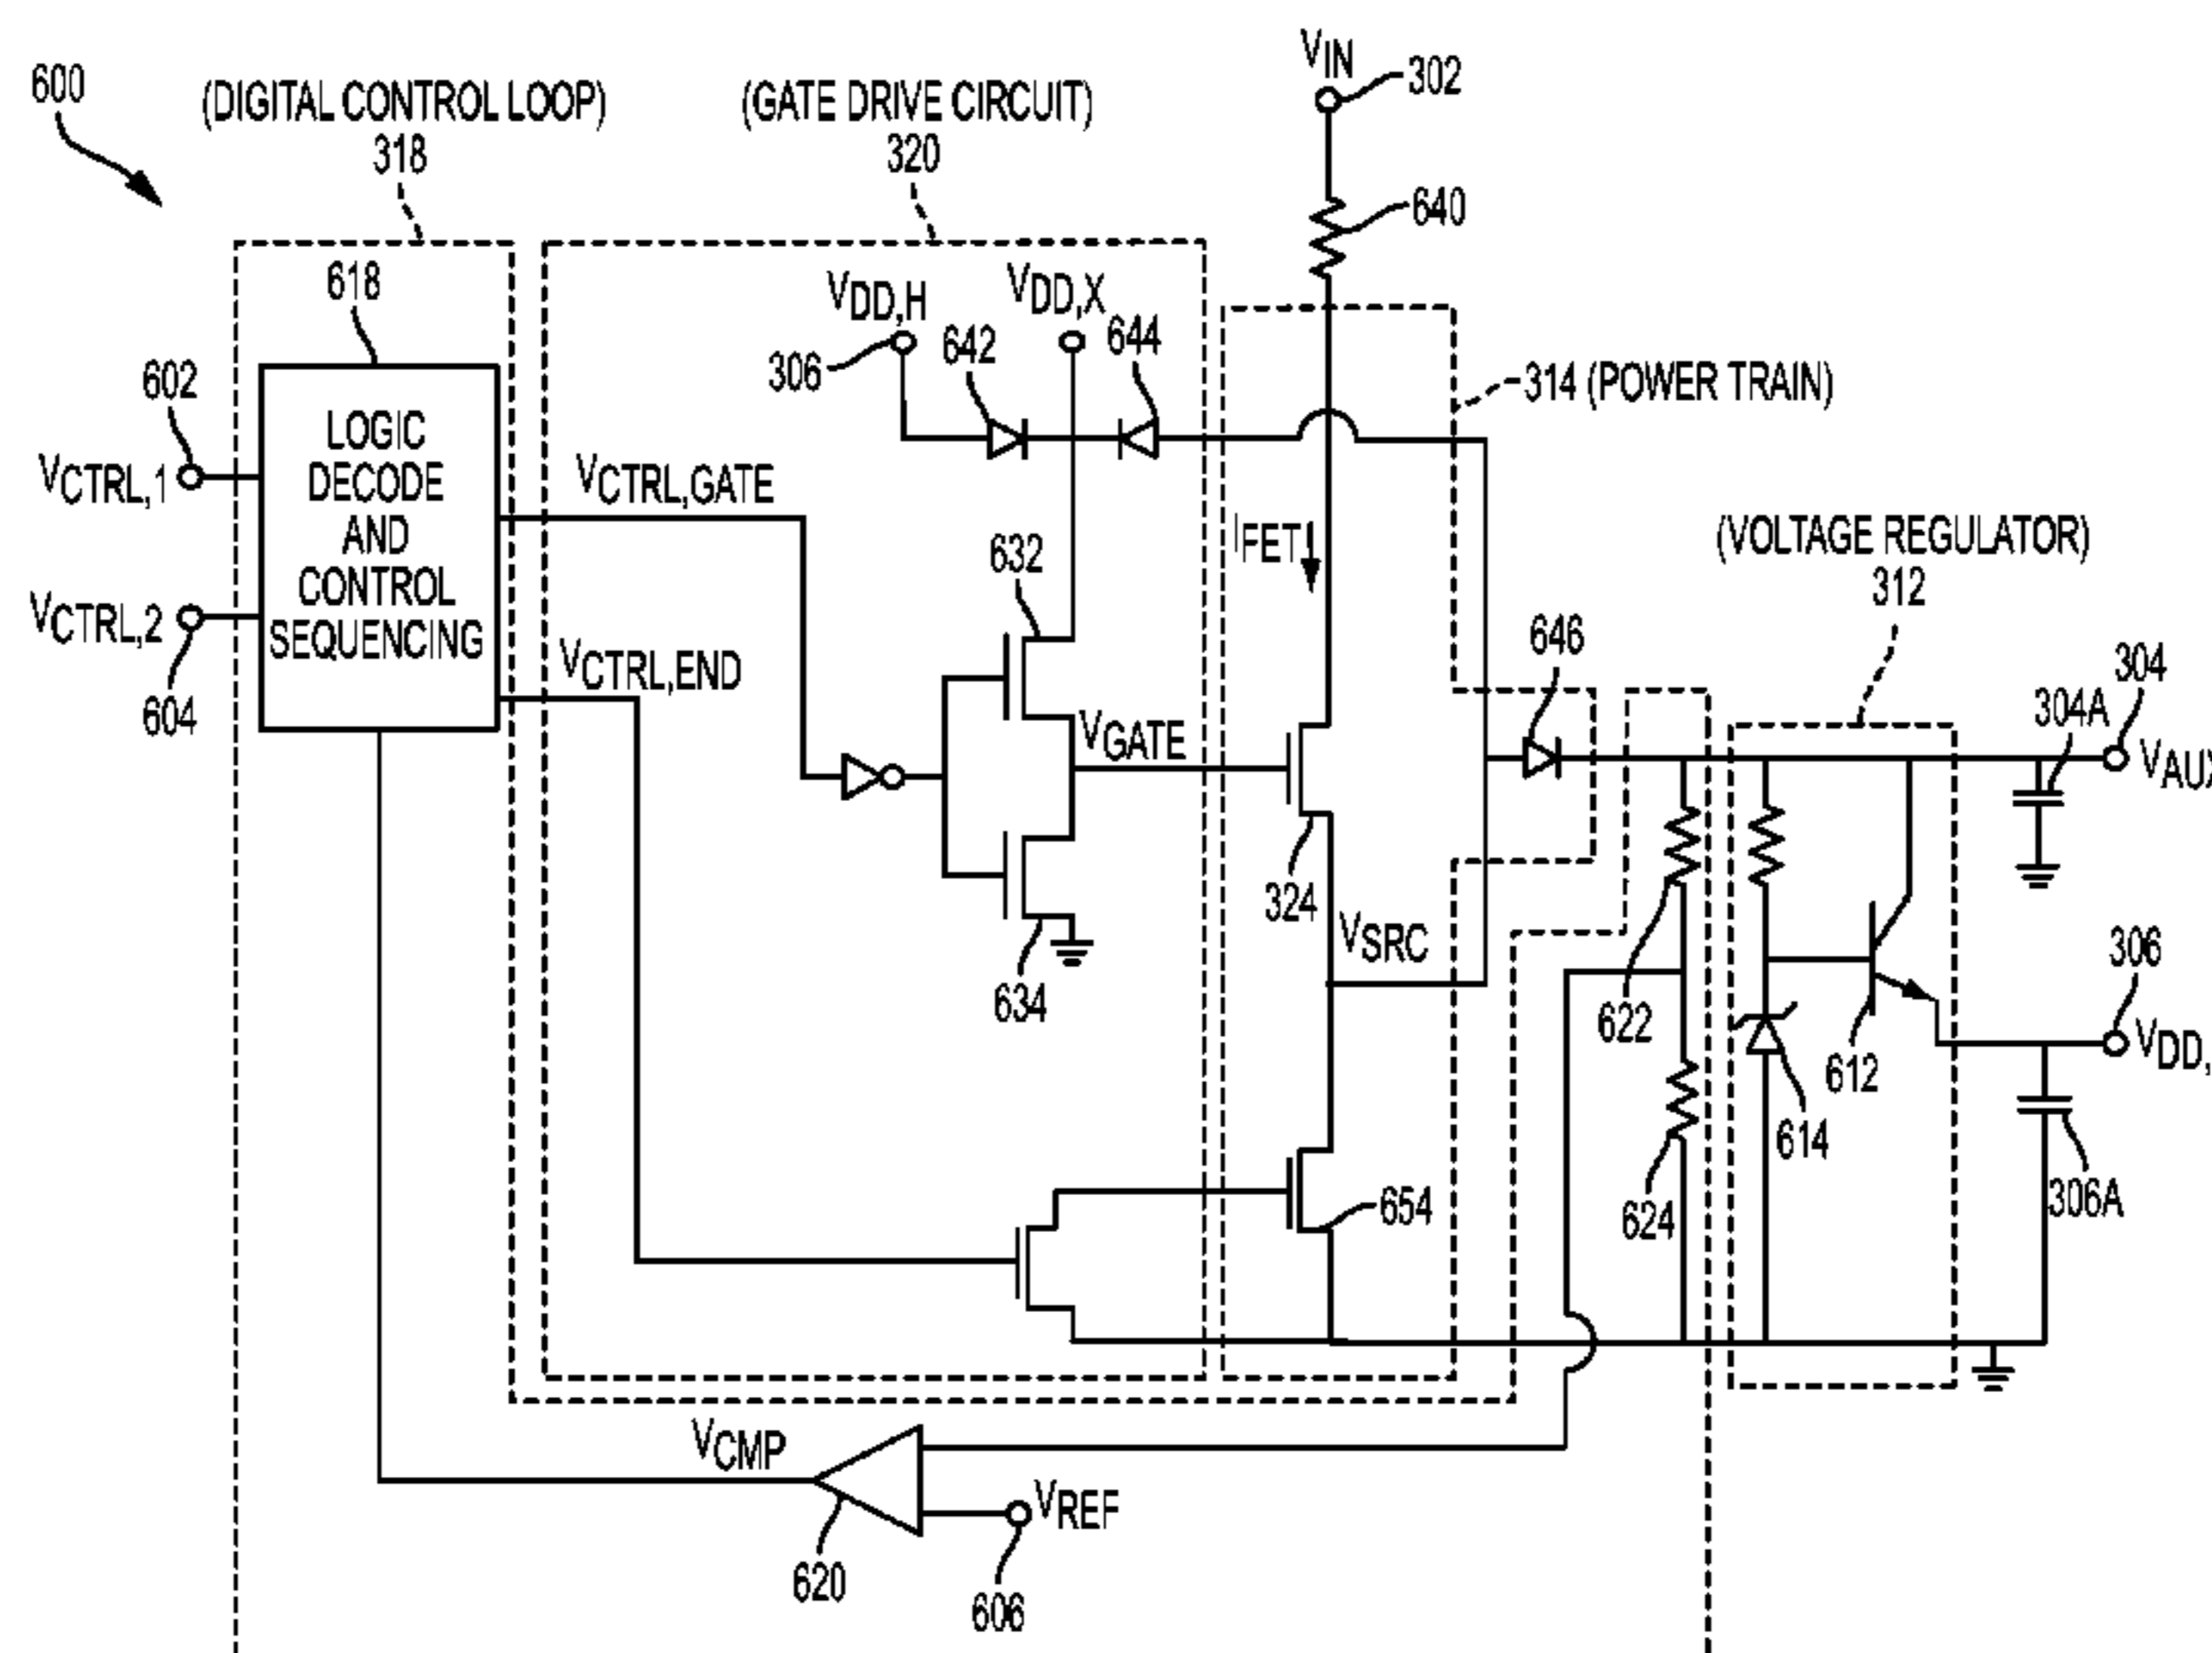 600
(DIGITAL CONTROL LOOP)
318
(GATE DRIVE CIRCUIT)
320
VIN
302
640
618
VDD,H
VDD,X
306
642
644
314 (POWER TRAIN)
602
VCTRL,1
LOGIC
DECODE
AND
CONTROL
SEQUENCING
VCTRL,GATE
IFET
(VOLTAGE REGULATOR)
312
632
VCTRL,2
604
VCTRL,END
646
304
304A
VGATE
VAUX
324
VSRC
634
622
612
306
VDD,
614
654
624
306A
VCMP
VREF
620
606